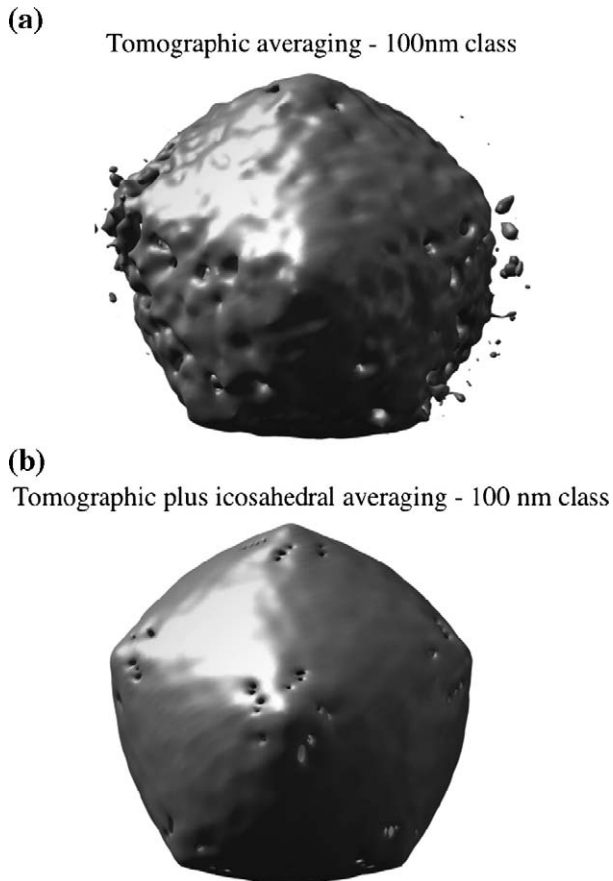 (a)
Tomographic averaging - 100nm class
(b)
Tomographic plus icosahedral averaging - 100 nm class